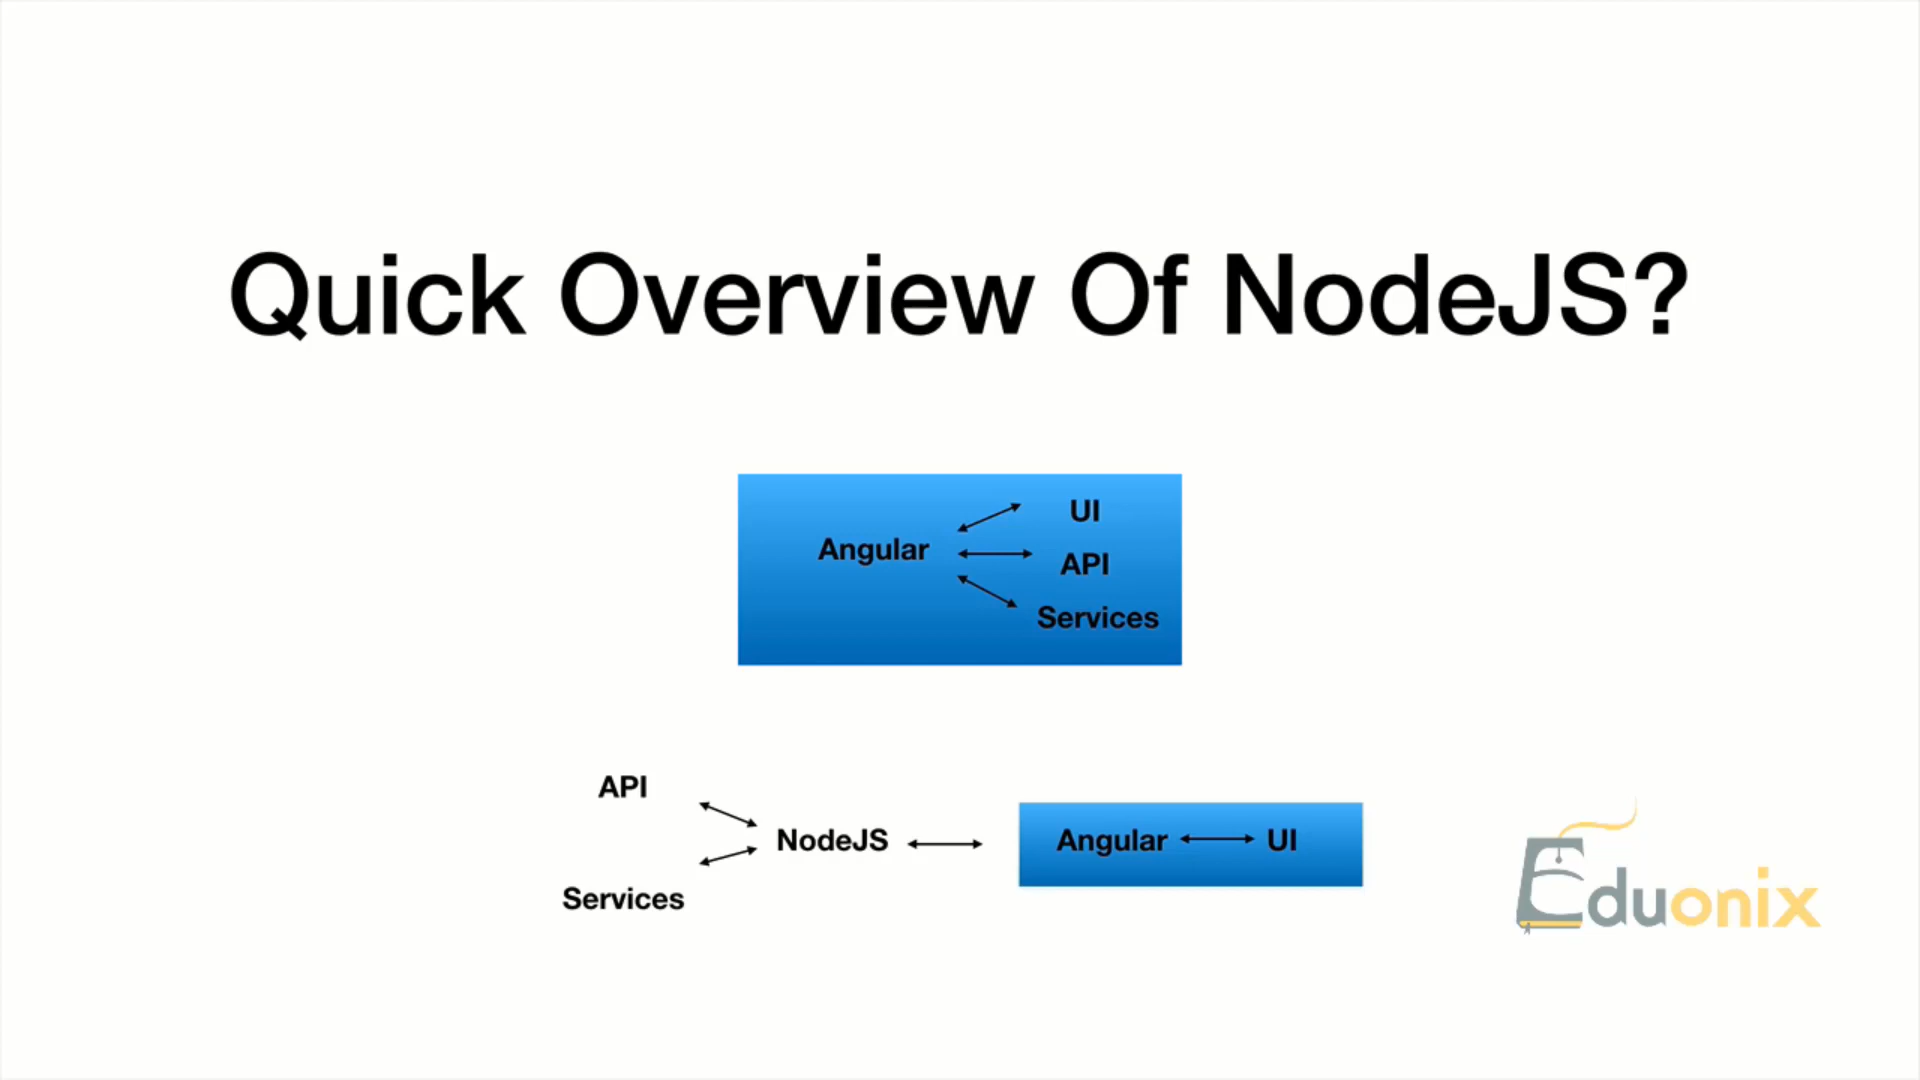 Quick Overview Of NodeJS?
UI
Angular
API
Services
API
NodeJS
Angular
UI
Services
Eduonix